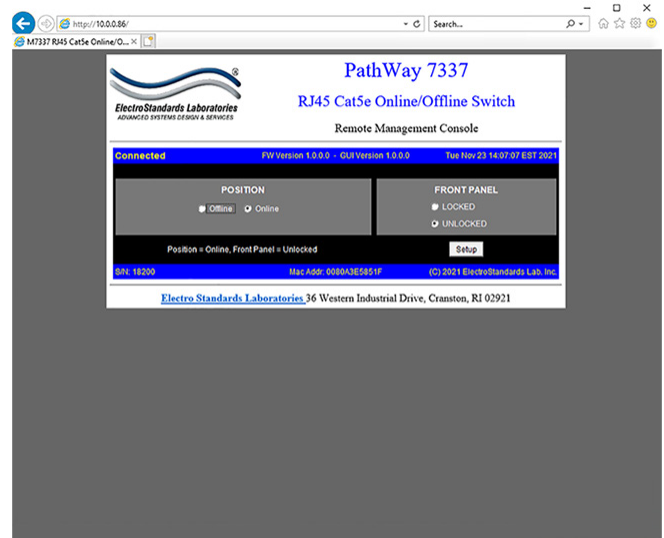 http://10.0.0.86/
Search...
M7337 RJ45 Cat5e Online/O...
ElectroStandards Laboratories
ADVANCED SYSTEMS DESIGN & SERVICES
PathWay 7337
RJ45 Cat5e Online/Offline Switch
Remote Management Console
Connected
FW Version 1.0.0.0 - GUI Version 1.0.0.0
Tue Nov 23 14:07:07 EST 2021
POSITION
Offline Online
FRONT PANEL
LOCKED
UNLOCKED
Position = Online, Front Panel = Unlocked
Setup
S/N: 18200
Mac Addr: 0080A3E5851F
(C) 2021 ElectroStandards Lab. Inc.
Electro Standards Laboratories 36 Western Industrial Drive, Cranston, RI 02921